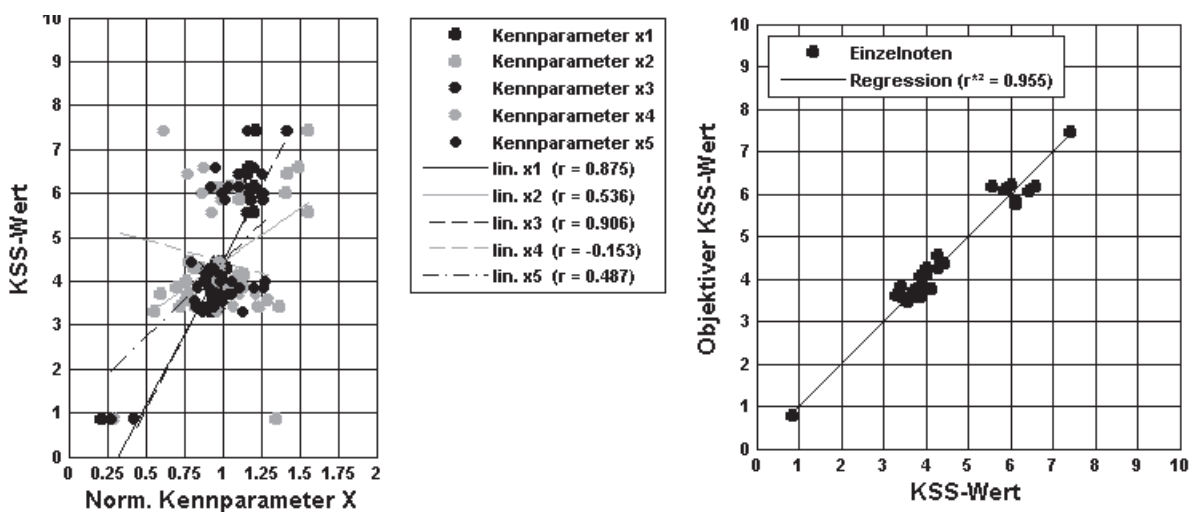 10
9
8
7
6
5
4
3
2
1
0
KSS-Wert
0 0.25 0.5 0.75 1 1.25 1.5 1.75 2
Norm. Kennparameter X
Kennparameter x1
Kennparameter x2
Kennparameter x3
Kennparameter x4
Kennparameter x5
lin. x1 (r = 0.875)
lin. x2 (r = 0.536)
lin. x3 (r = 0.906)
lin. x4 (r = -0.153)
lin. x5 (r = 0.487)
10
9
8
7
6
5
4
3
2
1
0
Objektiver KSS-Wert
Einzelnoten
Regression (r*² = 0.955)
0 1 2 3 4 5 6 7 8 9 10
KSS-Wert